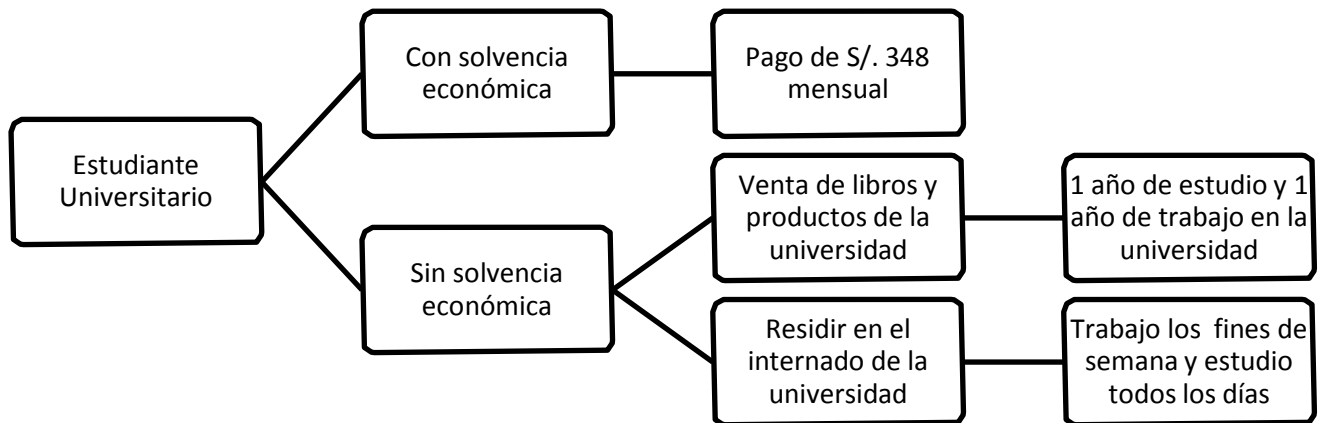 Estudiante
Universitario
Con solvencia
económica
Pago de S/. 348
mensual
Sin solvencia
económica
Venta de libros y
productos de la
universidad
1 año de estudio y 1
año de trabajo en la
universidad
Residir en el
internado de la
universidad
Trabajo los fines de
semana y estudio
todos los días